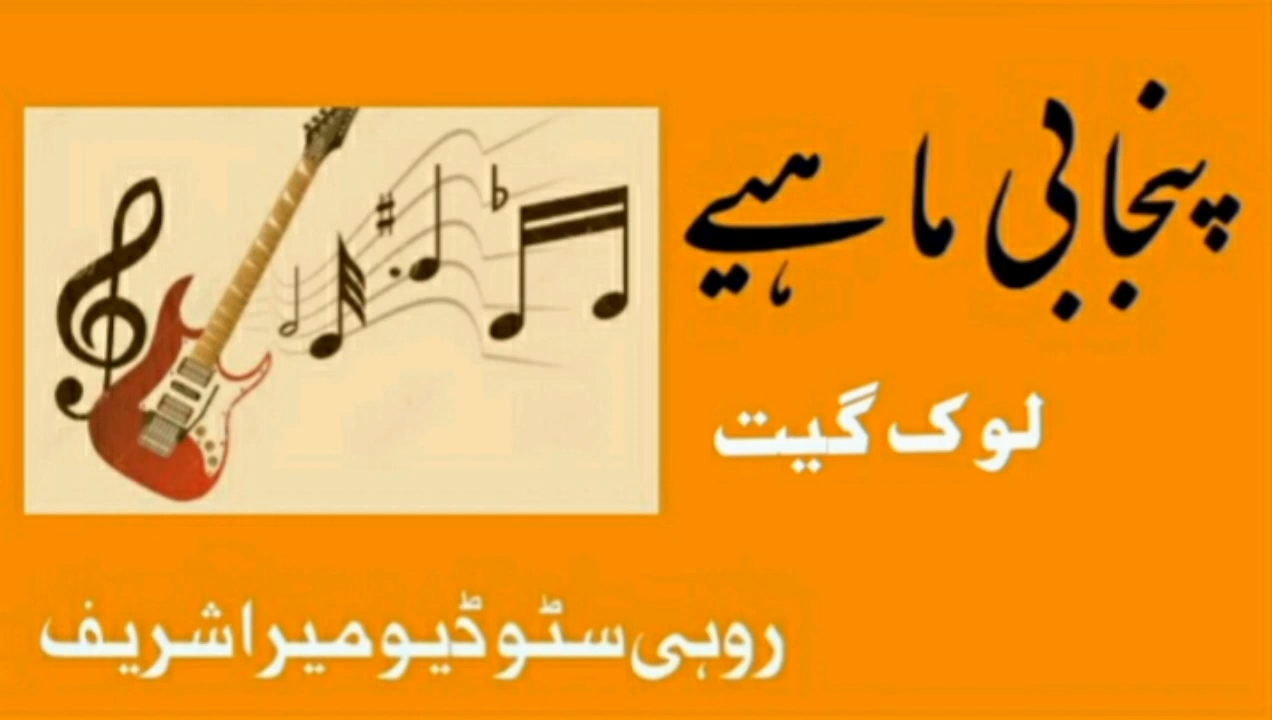 پنجابی ماہیے
لوک گیت
روہی سٹوڈیو میرا شریف